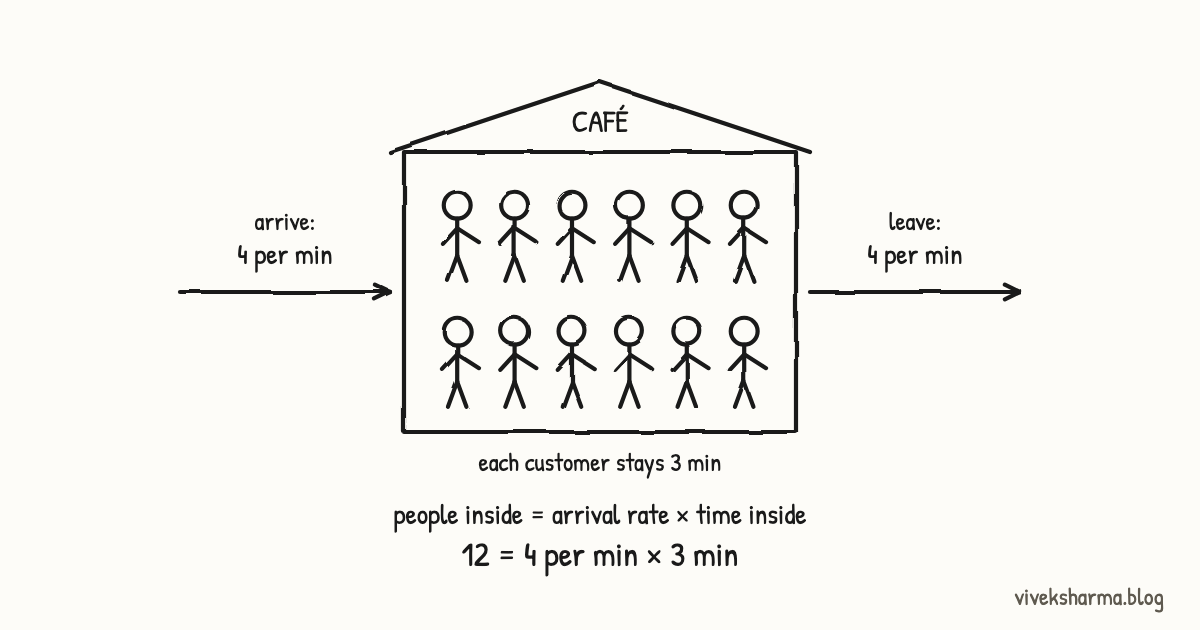 CAFÉ
arrive:
4 per min
leave:
4 per min
each customer stays 3 min
people inside = arrival rate × time inside
12 = 4 per min × 3 min
viveksharma.blog